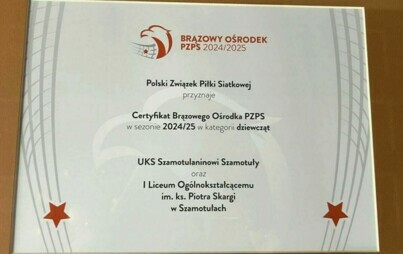 BRĄZOWY OŚRODEK
PZPS 2024/2025
Polski Związek Piłki Siatkowej
przyznaje
Certyfikat Brązowego Ośrodka PZPS
w sezonie 2024/25 w kategorii dziewcząt
UKS Szamotulaninowi Szamotuły
oraz
I Liceum Ogólnokształcącemu
im. ks. Piotra Skargi
w Szamotułach